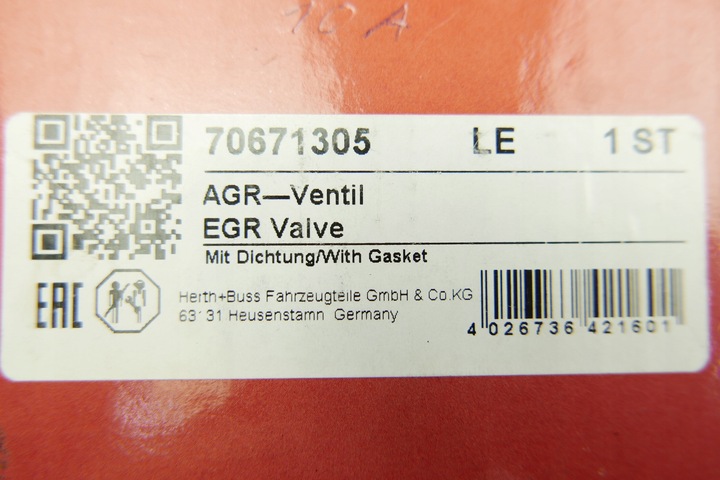 10A
70671305 LE 1 ST
AGR—Ventil
EGR Valve
Mit Dichtung/With Gasket
EAC
Herth+Buss Fahrzeugteile GmbH & Co.KG
63131 Heusenstamm Germany
4 026736 421601